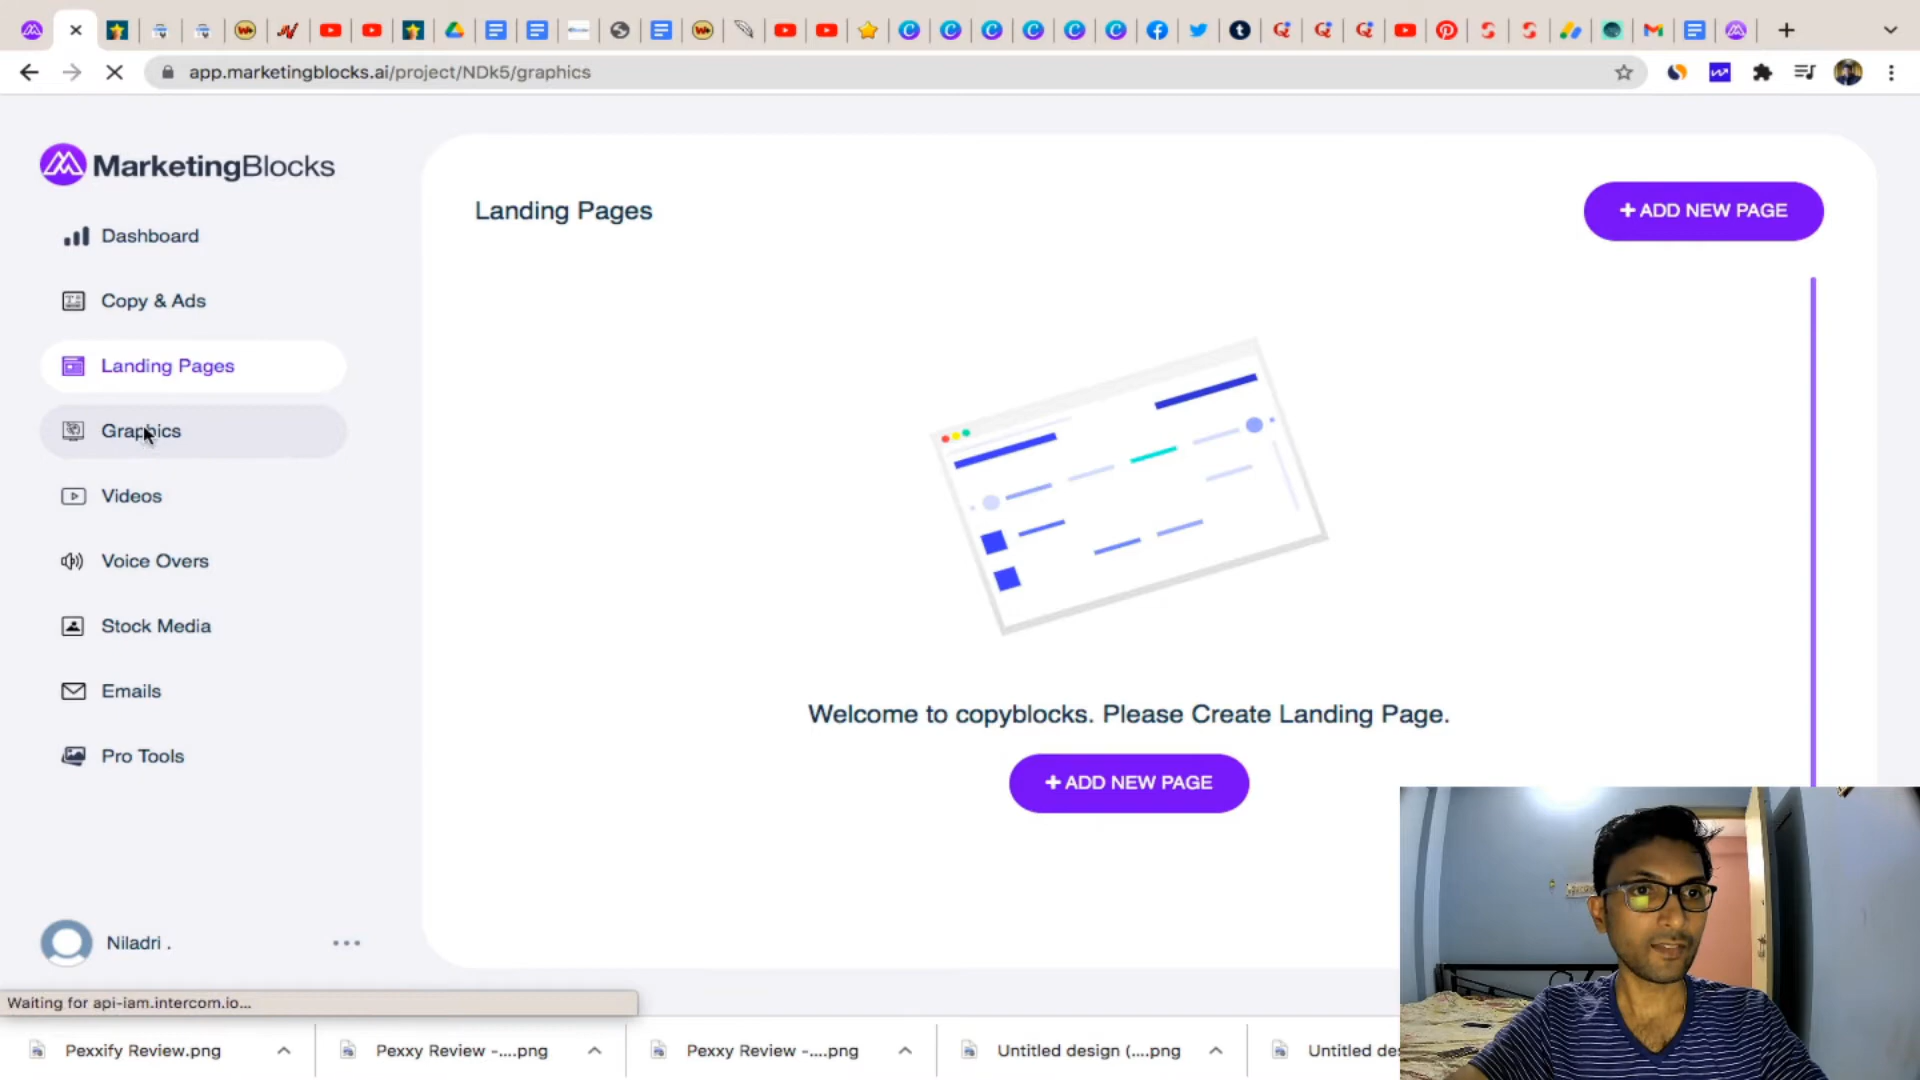 app.marketingblocks.ai/project/NDk5/graphics
MarketingBlocks
Dashboard
Copy & Ads
Landing Pages
Graphics
Videos
Voice Overs
Stock Media
Emails
Pro Tools
Niladri .
Landing Pages
+ ADD NEW PAGE
Welcome to copyblocks. Please Create Landing Page.
+ ADD NEW PAGE
Waiting for api-iam.intercom.io...
Pexxify Review.png
Pexxy Review -....png
Pexxy Review -....png
Untitled design (....png
Untitled des